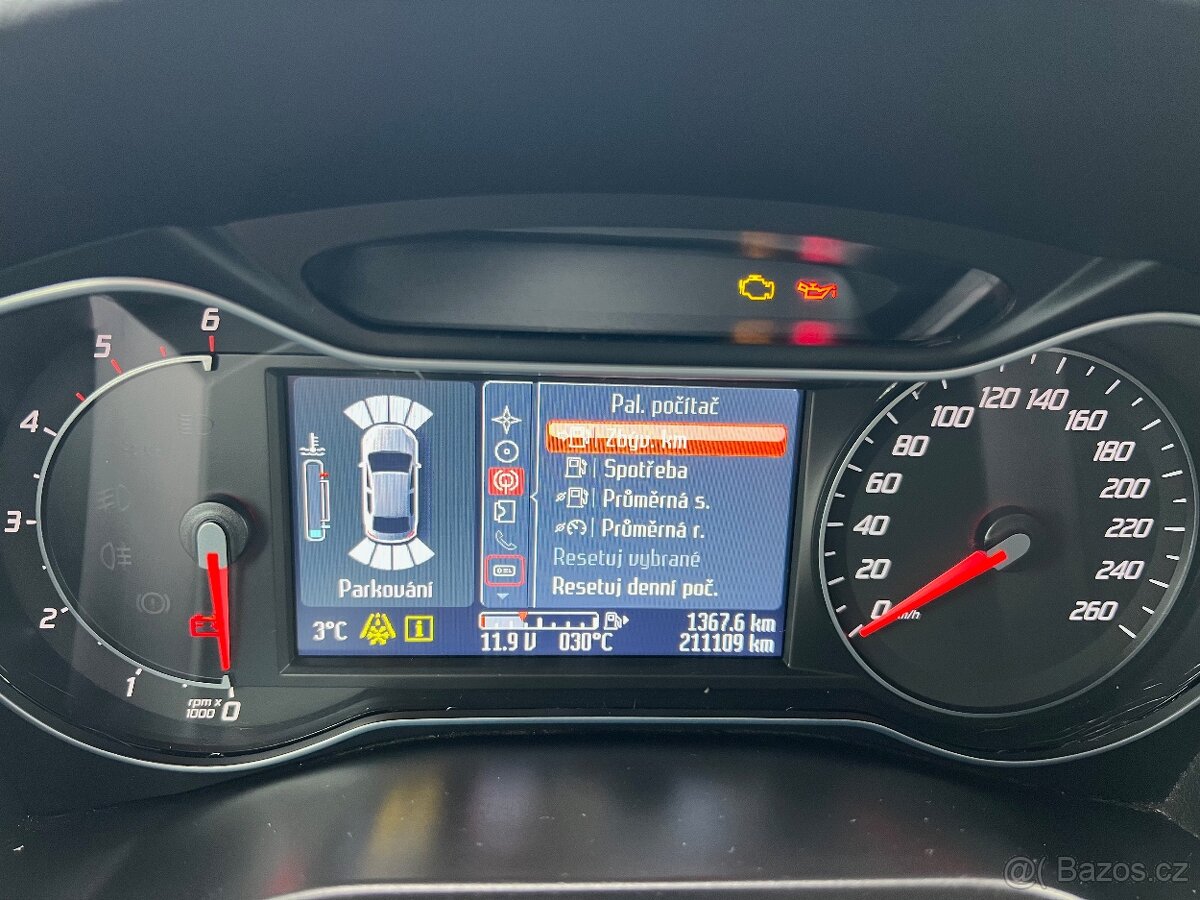 6
5
4
3
2
1
0
rpm x
1000
Parkování
3°C
Pal. počítač
Zbýv. km
Spotřeba
Průměrná s.
Průměrná r.
Resetuj vybrané
Resetuj denní poč.
1367.6 km
11.9 V 030°C 211109 km
0
20
40
60
80
100
120
140
160
180
200
220
240
260
km/h
@( Bazos.cz